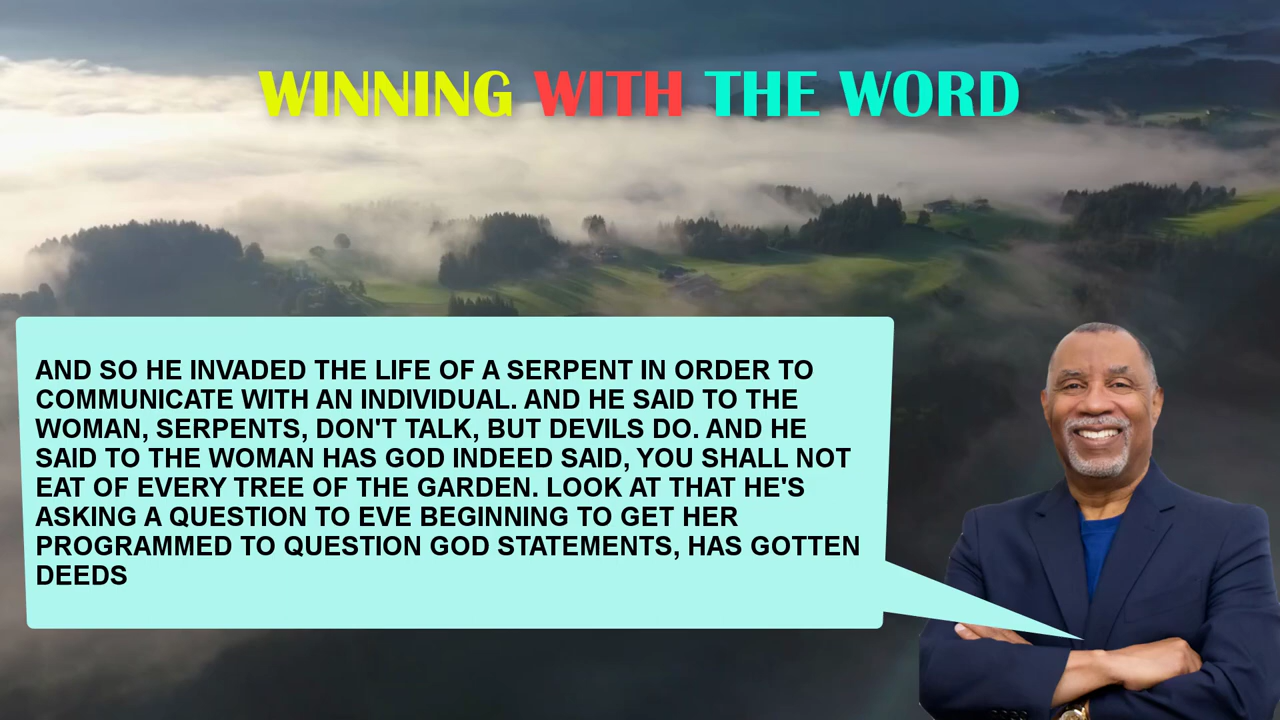 WINNING WITH THE WORD
AND SO HE INVADED THE LIFE OF A SERPENT IN ORDER TO
COMMUNICATE WITH AN INDIVIDUAL. AND HE SAID TO THE
WOMAN, SERPENTS, DON'T TALK, BUT DEVILS DO. AND HE
SAID TO THE WOMAN HAS GOD INDEED SAID, YOU SHALL NOT
EAT OF EVERY TREE OF THE GARDEN. LOOK AT THAT HE'S
ASKING A QUESTION TO EVE BEGINNING TO GET HER
PROGRAMMED TO QUESTION GOD STATEMENTS, HAS GOTTEN
DEEDS